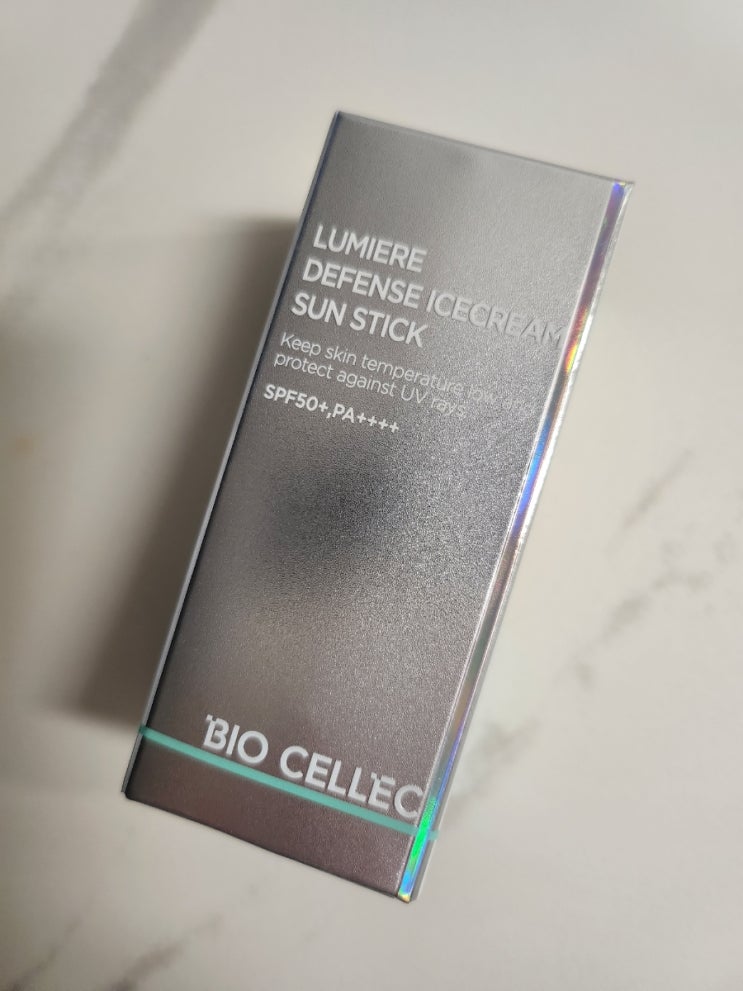 LUMIERE
DEFENSE ICECREAM
SUN STICK
Keep skin temperature low and
protect against UV rays
SPF50+,PA++++
BIO CELLEC